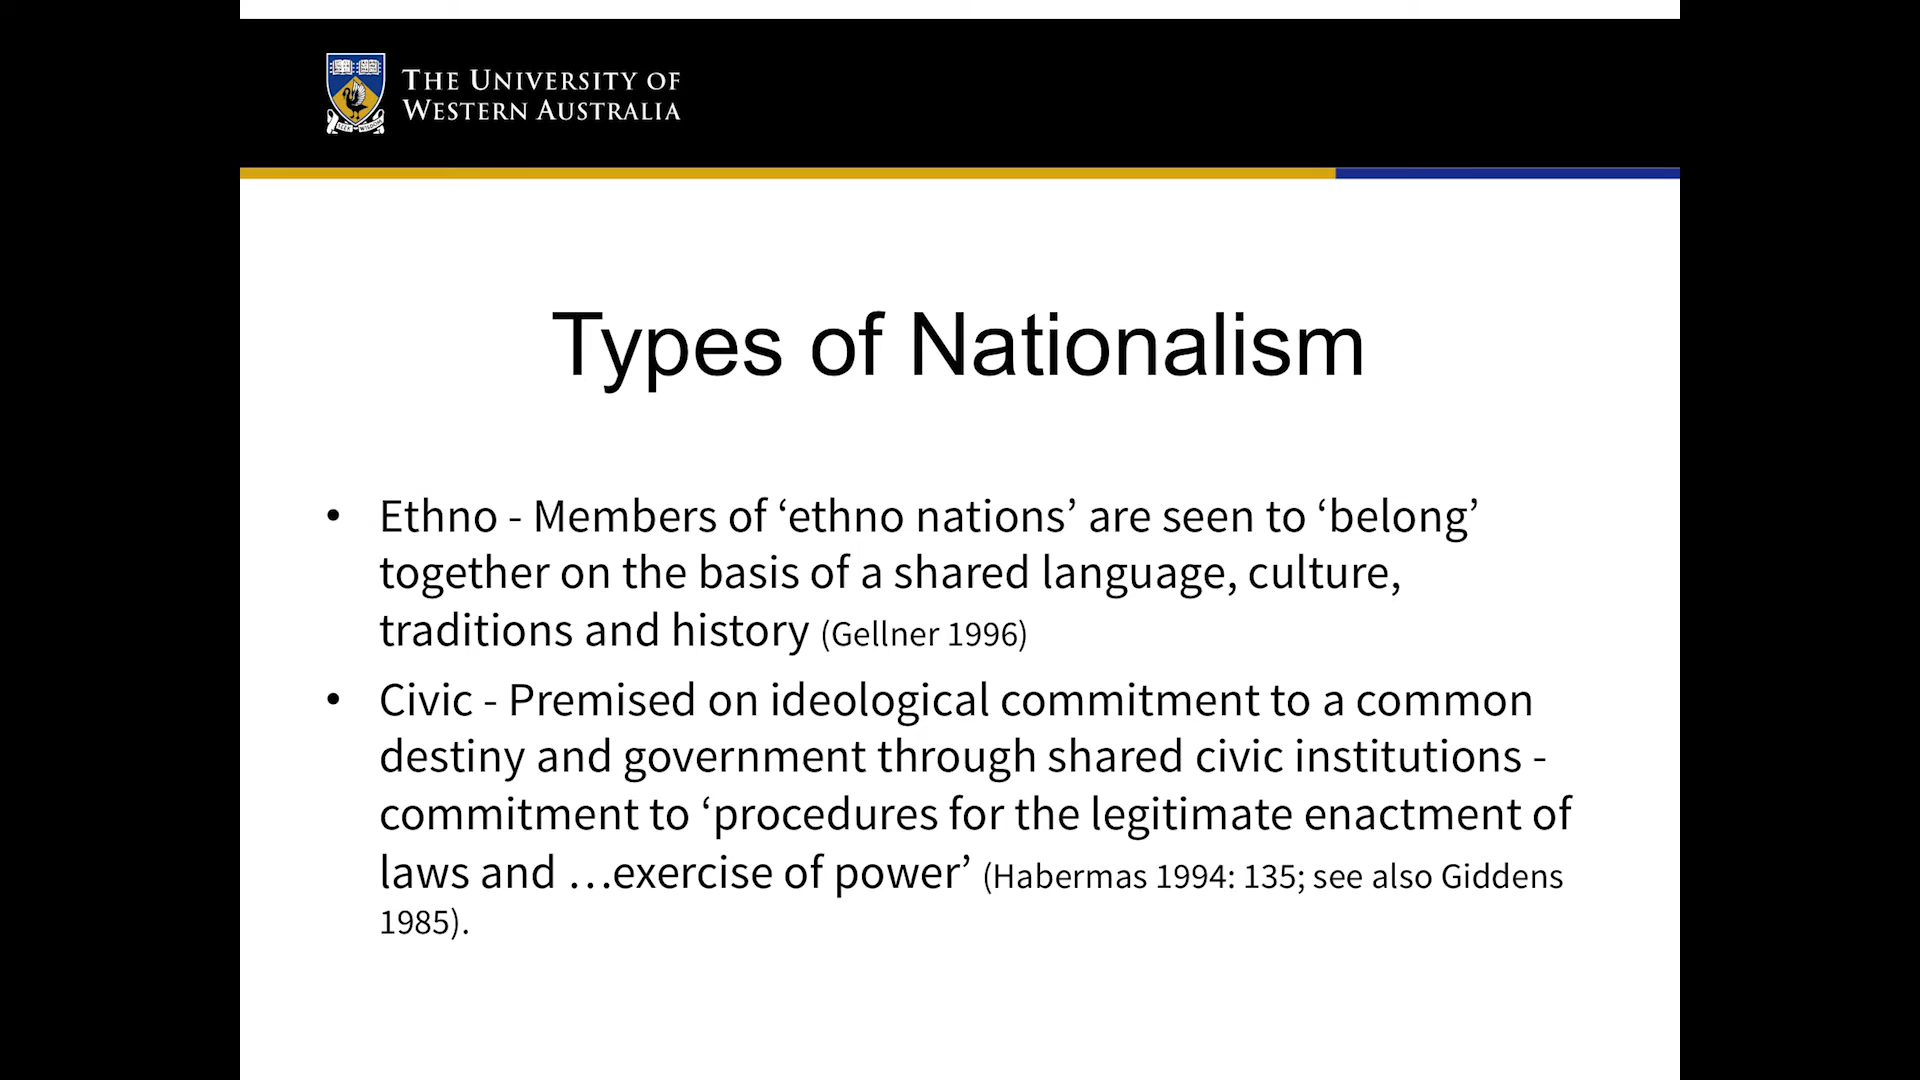 THE UNIVERSITY OF
WESTERN AUSTRALIA
Types of Nationalism
• Ethno - Members of ‘ethno nations’ are seen to ‘belong’
together on the basis of a shared language, culture,
traditions and history (Gellner 1996)
• Civic - Premised on ideological commitment to a common
destiny and government through shared civic institutions -
commitment to ‘procedures for the legitimate enactment of
laws and …exercise of power’ (Habermas 1994: 135; see also Giddens
1985).